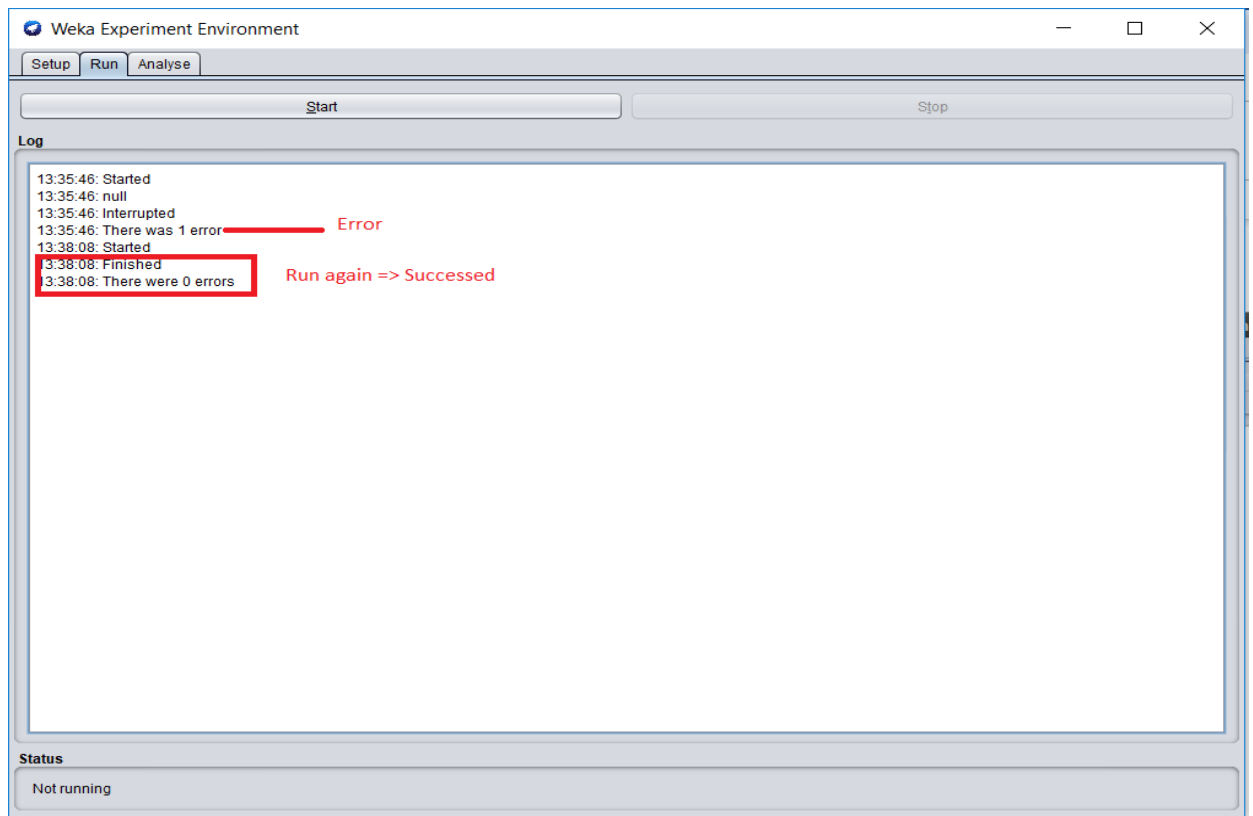 Weka Experiment Environment
Setup Run Analyse
Start Stop
Log
13:35:46: Started
13:35:46: null
13:35:46: Interrupted
13:35:46: There was 1 error Error
13:38:08: Started
13:38:08: Finished
13:38:08: There were 0 errors Run again => Successed
Status
Not running